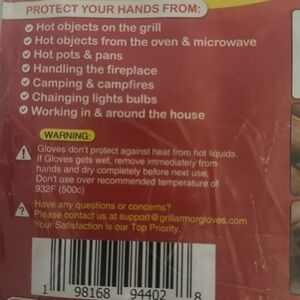 PROTECT YOUR HANDS FROM:
Hot objects on the grill
Hot objects from the oven & microwave
Hot pots & pans
Handling the fireplace
Camping & campfires
Chainging lights bulbs
Working in & around the house
WARNING:
Gloves don't protect against heat from hot liquids.
If Gloves gets wet, remove immediately from
hands and dry completely before next use.
Don't use over recommended temperature of
932F (500c)
Have any questions or concerns?
Please contact us at support@grillarmorgloves.com
Your Satisfaction is our Top Priority.
1 98168 94402 8